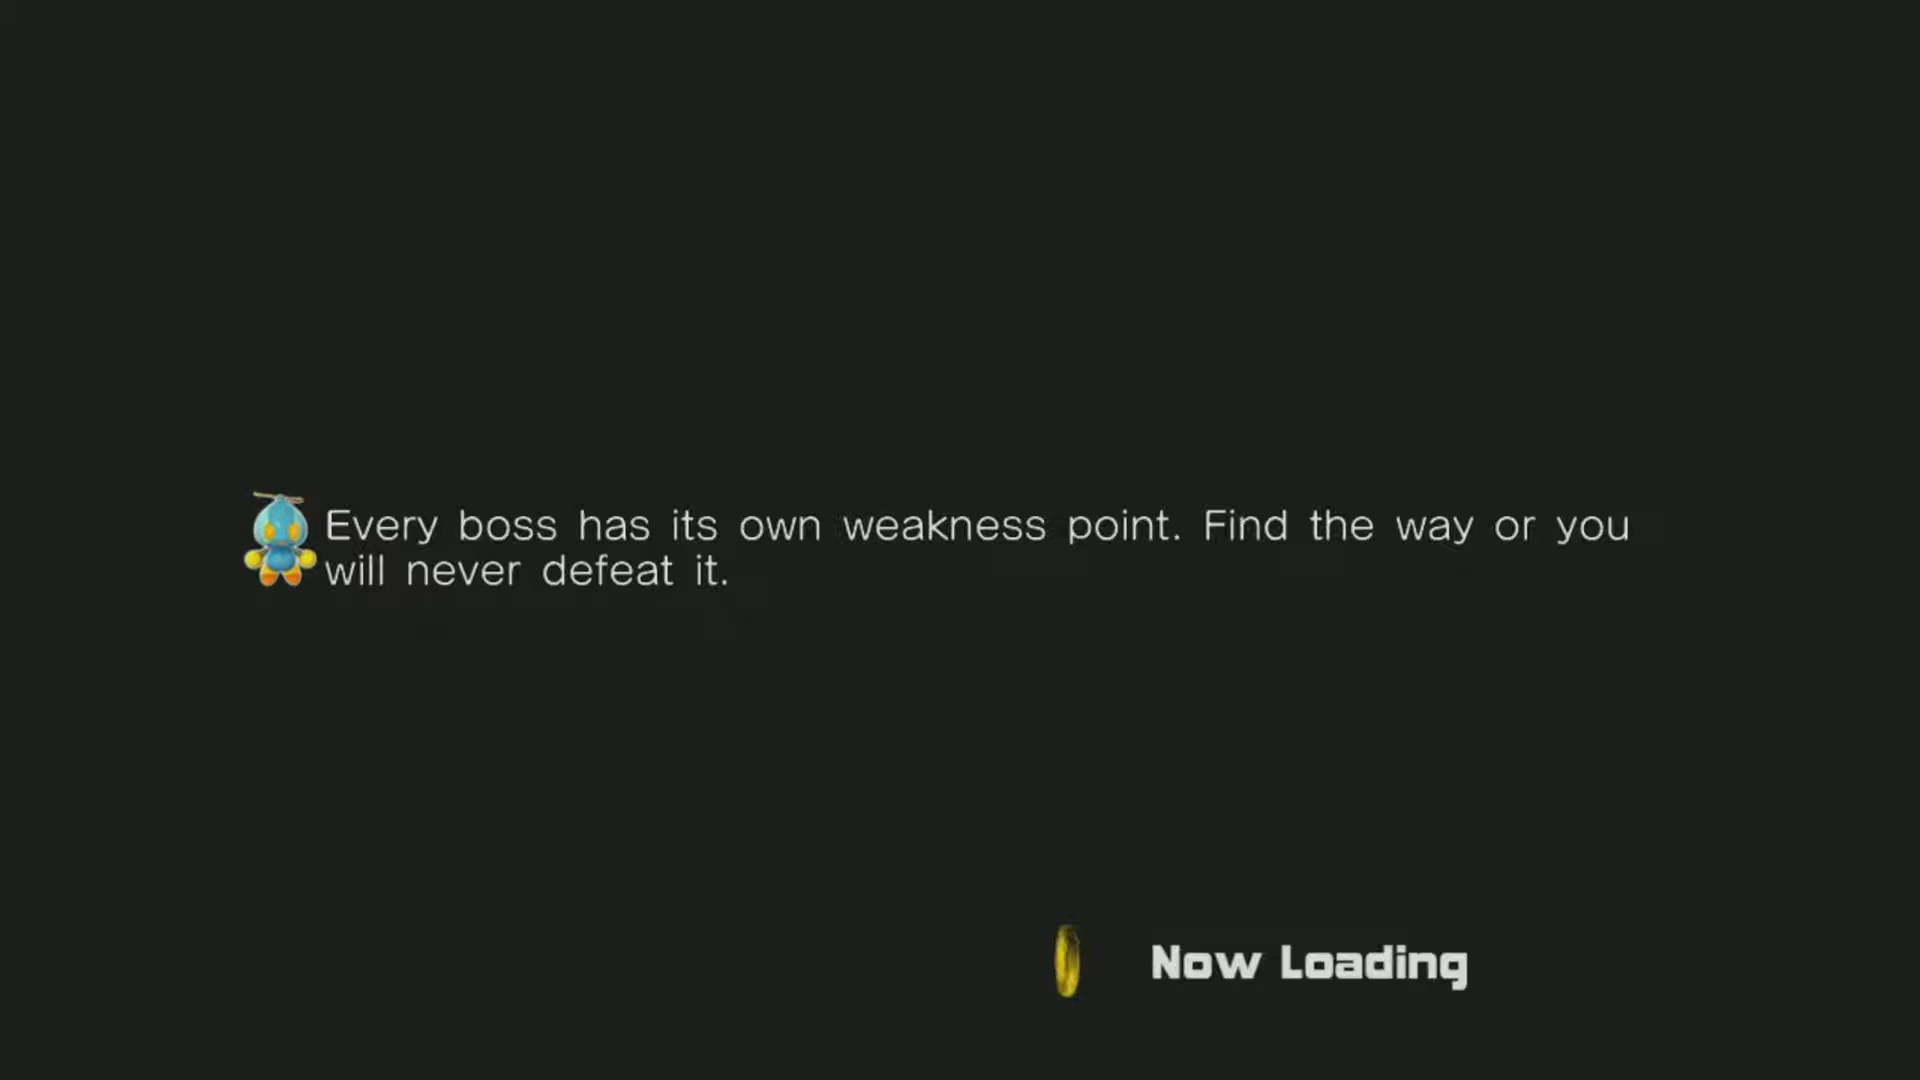 Every boss has its own weakness point. Find the way or you
will never defeat it.
Now Loading